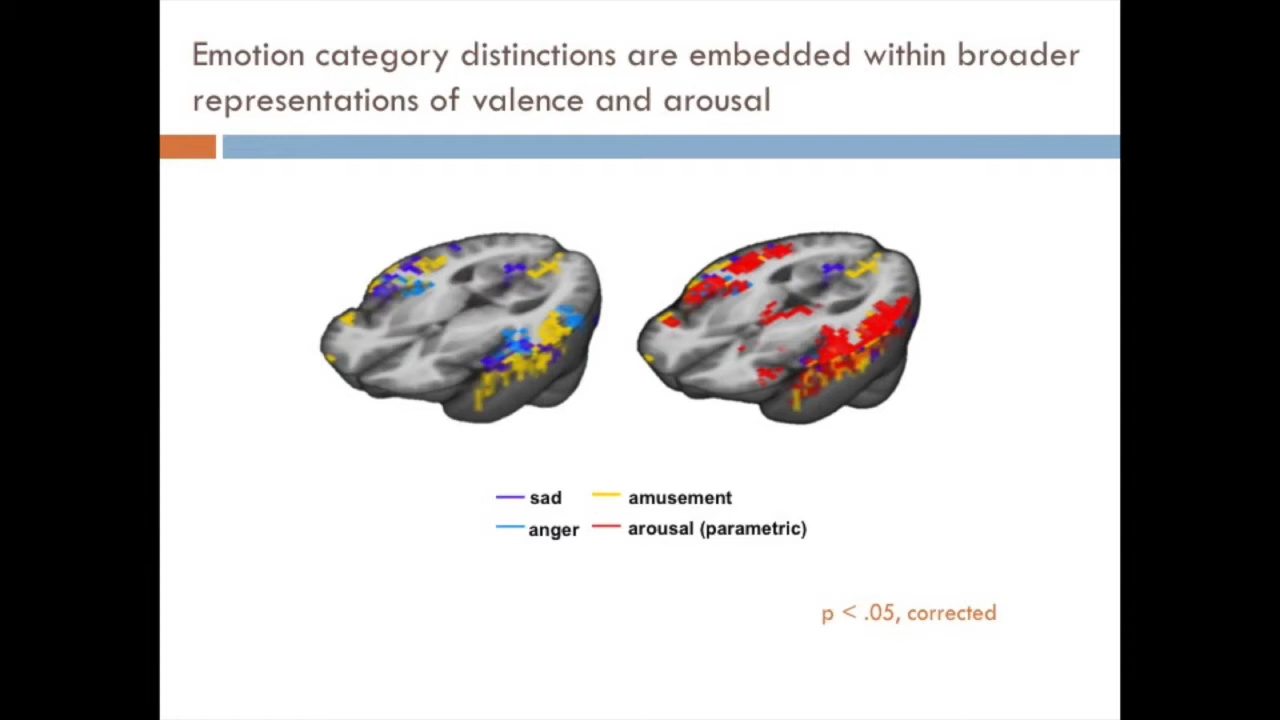 Emotion category distinctions are embedded within broader
representations of valence and arousal
sad
amusement
anger
arousal (parametric)
p < .05, corrected